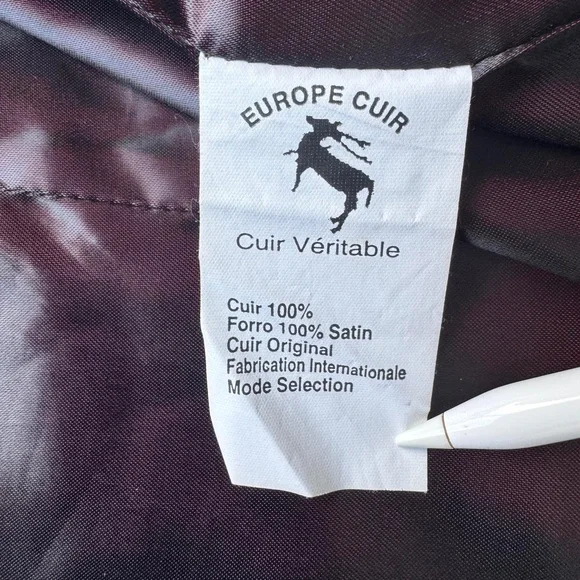 EUROPE CUIR
Cuir Véritable
Cuir 100%
Forro 100% Satin
Cuir Original
Fabrication Internationale
Mode Selection